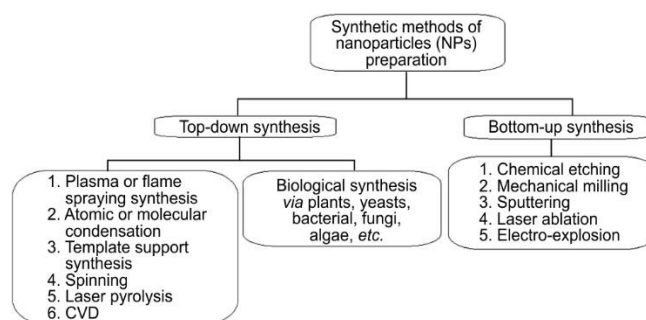 Synthetic methods of
nanoparticles (NPs)
preparation
Top-down synthesis
Bottom-up synthesis
1. Plasma or flame
spraying synthesis
2. Atomic or molecular
condensation
3. Template support
synthesis
4. Spinning
5. Laser pyrolysis
6. CVD
Biological synthesis
via plants, yeasts,
bacterial, fungi,
algae, etc.
1. Chemical etching
2. Mechanical milling
3. Sputtering
4. Laser ablation
5. Electro-explosion